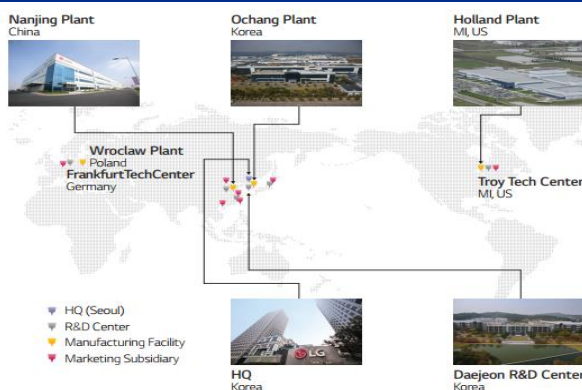 Nanjing Plant
China
Ochang Plant
Korea
Holland Plant
MI, US
Wroclaw Plant
Poland
FrankfurtTechCenter
Germany
Troy Tech Center
MI, US
HQ (Seoul)
R&D Center
Manufacturing Facility
Marketing Subsidiary
LG
HQ
Korea
Daejeon R&D Center
Korea